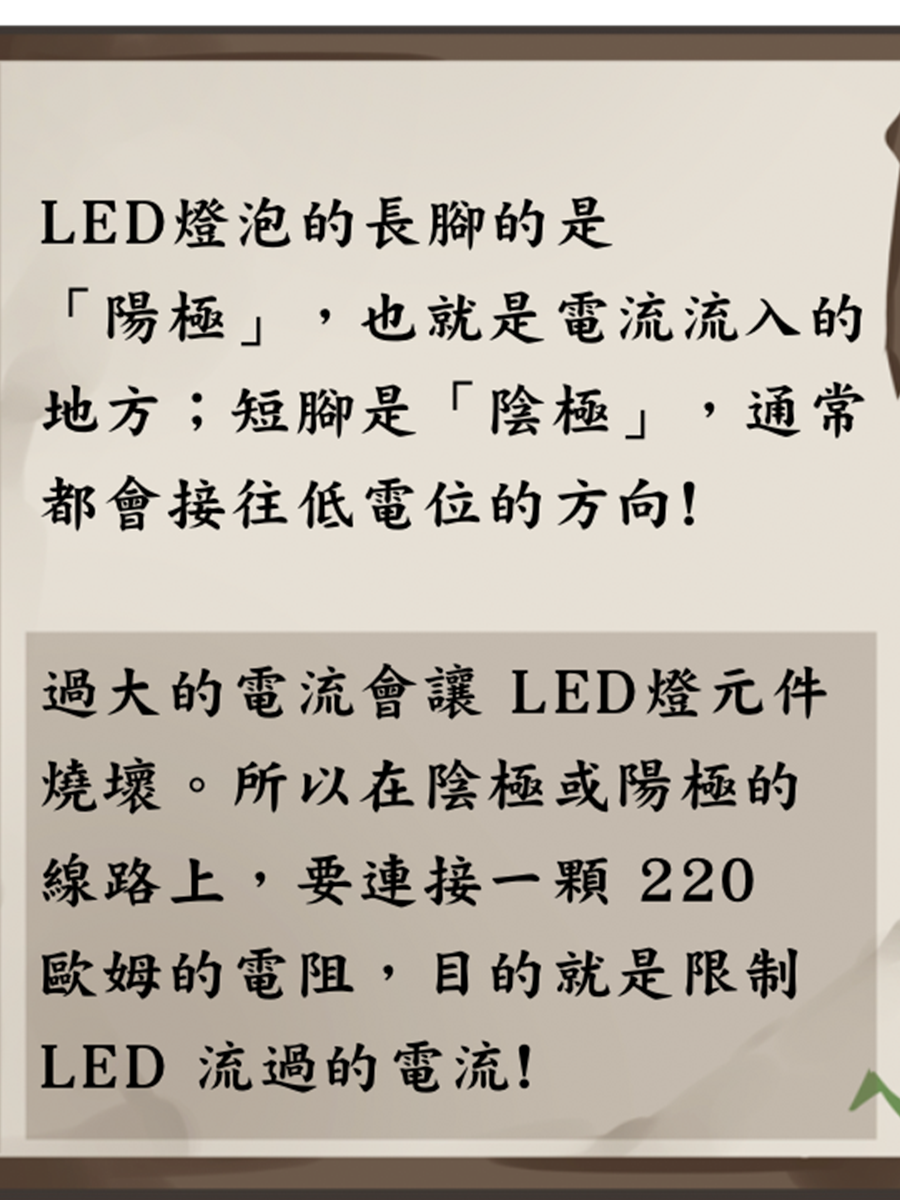 LED燈泡的長腳的是
「陽極」，也就是電流流入的
地方；短腳是「陰極」，通常
都會接往低電位的方向!
過大的電流會讓 LED燈元件
燒壞。所以在陰極或陽極的
線路上，要連接一顆 220
歐姆的電阻，目的就是限制
LED 流過的電流!